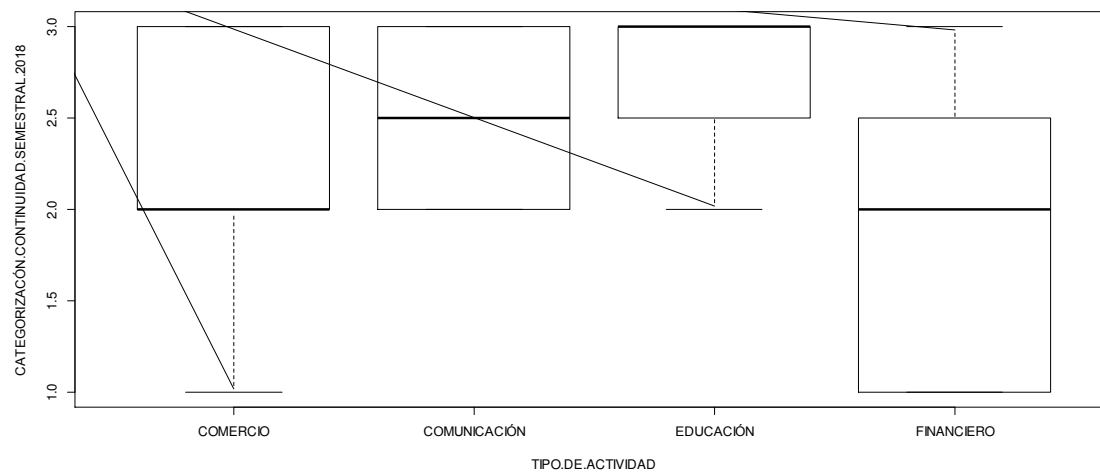 CATEGORIZACÓN.CONTINUIDAD.SEMESTRAL.2018
3.0
2.5
2.0
1.5
1.0
COMERCIO COMUNICACIÓN EDUCACIÓN FINANCIERO
TIPO.DE.ACTIVIDAD